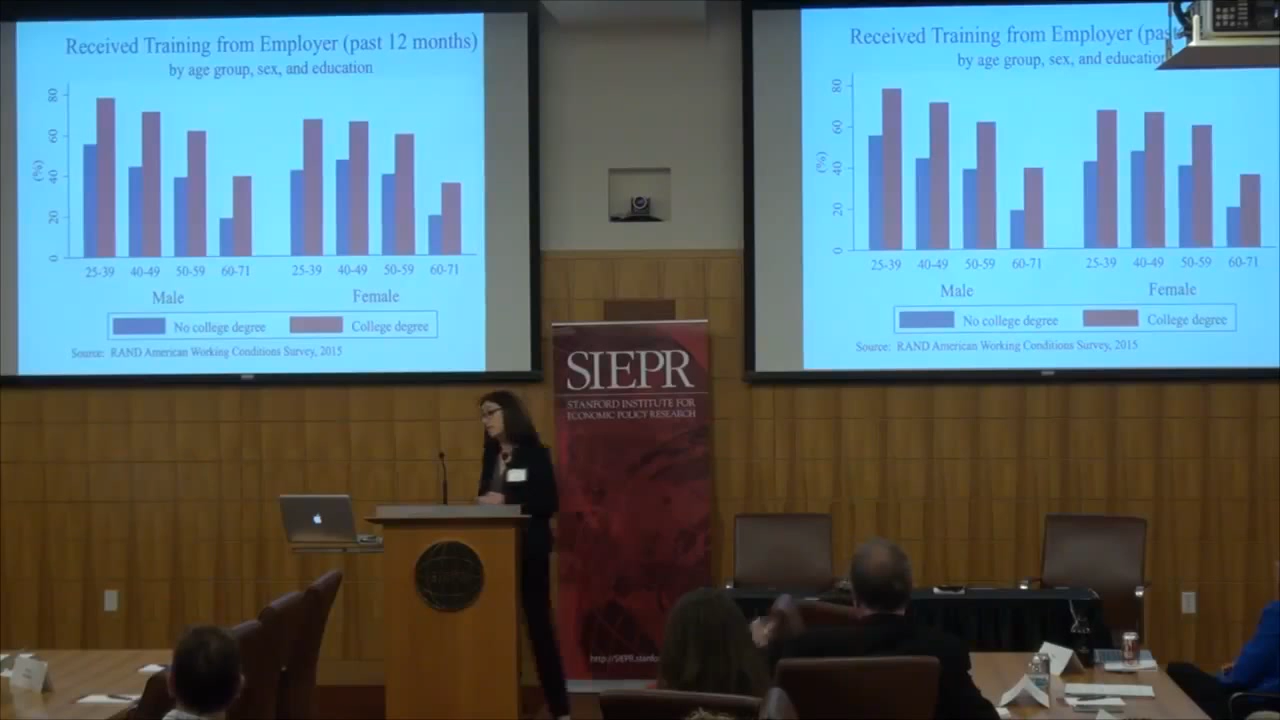 Received Training from Employer (past 12 months)
by age group, sex, and education
(%)
80
60
40
20
0
25-39 40-49 50-59 60-71 25-39 40-49 50-59 60-71
Male Female
No college degree College degree
Source: RAND American Working Conditions Survey, 2015
Received Training from Employer (past
by age group, sex, and education
(%)
80
60
40
20
0
25-39 40-49 50-59 60-71 25-39 40-49 50-59 60-71
Male Female
No college degree College degree
Source: RAND American Working Conditions Survey, 2015
SIEPR
STANFORD INSTITUTE FOR
ECONOMIC POLICY RESEARCH
http://SIEPR.stanfo